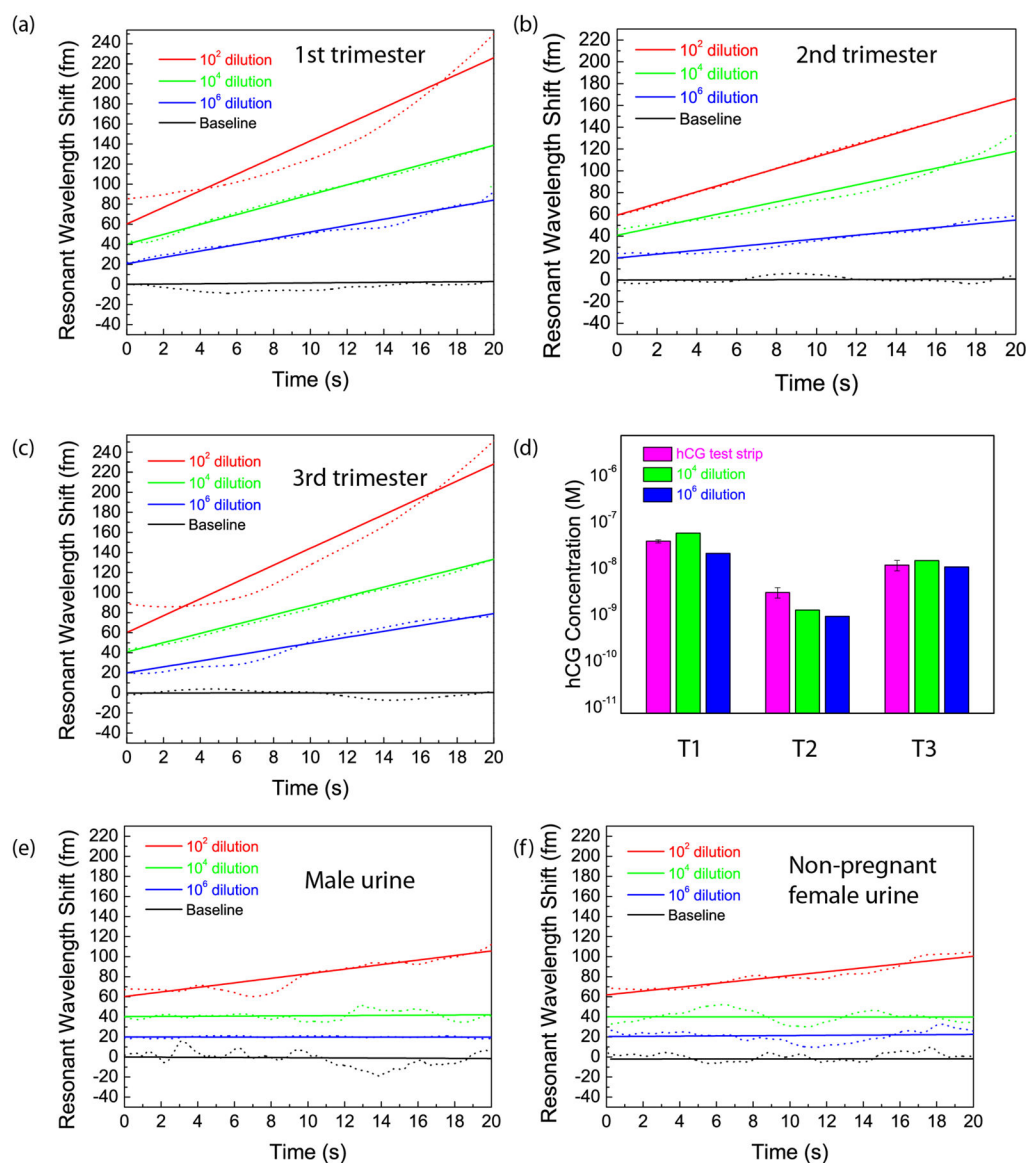 (a)
Resonant Wavelength Shift (fm)
240
220
200
180
160
140
120
100
80
60
40
20
0
-20
-40
10² dilution
10⁴ dilution
10⁶ dilution
Baseline
1st trimester
0 2 4 6 8 10 12 14 16 18 20
Time (s)
(b)
Resonant Wavelength Shift (fm)
220
200
180
160
140
120
100
80
60
40
20
0
-20
-40
10² dilution
10⁴ dilution
10⁶ dilution
Baseline
2nd trimester
0 2 4 6 8 10 12 14 16 18 20
Time (s)
(c)
Resonant Wavelength Shift (fm)
240
220
200
180
160
140
120
100
80
60
40
20
0
-20
-40
10² dilution
10⁴ dilution
10⁶ dilution
Baseline
3rd trimester
0 2 4 6 8 10 12 14 16 18 20
Time (s)
(d)
hCG test strip
10⁴ dilution
10⁶ dilution
10⁻⁶
10⁻⁷
10⁻⁸
10⁻⁹
10⁻¹⁰
10⁻¹¹
hCG Concentration (M)
T1 T2 T3
(e)
Resonant Wavelength Shift (fm)
220
200
180
160
140
120
100
80
60
40
20
0
-20
-40
10² dilution
10⁴ dilution
10⁶ dilution
Baseline
Male urine
0 2 4 6 8 10 12 14 16 18 20
Time (s)
(f)
Resonant Wavelength Shift (fm)
220
200
180
160
140
120
100
80
60
40
20
0
-20
-40
10² dilution
10⁴ dilution
10⁶ dilution
Baseline
Non-pregnant
female urine
0 2 4 6 8 10 12 14 16 18 20
Time (s)